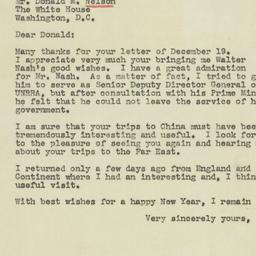 Mr. Donald M. Nelson
The White House
Washington, D.C.
Dear Donald:
Many thanks for your letter of December 19.
I appreciate very much your bringing me Walter
Nash's good wishes. I have a great admiration
for Mr. Nash. As a matter of fact, I tried to g
him to serve as Senior Deputy Director General o
UNRRA, but after consultation with his Prime Min
he felt that he could not leave the service of h
government.
I am sure that your trips to China must have bee
tremendously interesting and useful. I look for
to the pleasure of seeing you again and hearing
about your trips to the Far East.
I returned only a few days ago from England and
Continent where I had an interesting and, I thin
useful visit.
With best wishes for a happy New Year, I remain
Very sincerely yours,